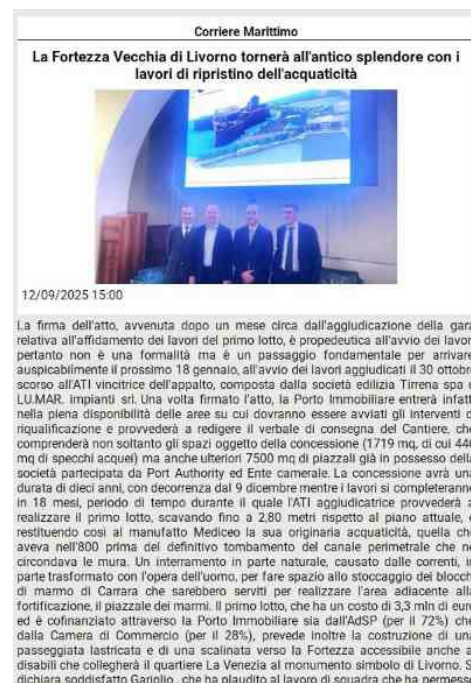 Corriere Marittimo
La Fortezza Vecchia di Livorno tornerà all'antico splendore con i
lavori di ripristino dell'acquaticità
12/09/2025 15:00
La firma dell'atto, avvenuta dopo un mese circa dall'aggiudicazione della gara
relativa all'affidamento dei lavori del primo lotto, è propedeutica all'avvio dei lavori
pertanto non è una formalità ma è un passaggio fondamentale per arrivare
auspicabilmente il prossimo 18 gennaio, all'avvio dei lavori aggiudicati il 30 ottobre
scorso all'ATI vincitrice dell'appalto, composta dalla società edilizia Tirrena spa e
LU.MAR. impianti srl. Una volta firmato l'atto, la Porto Immobiliare entrerà infatti
nella piena disponibilità delle aree su cui dovranno essere avviati gli interventi di
riqualificazione e provvederà a redigere il verbale di consegna del Cantiere, che
comprenderà non soltanto gli spazi oggetto della concessione (1719 mq, di cui 440
mq di specchi acquei) ma anche ulteriori 7500 mq di piazzali già in possesso della
società partecipata da Port Authority ed Ente camerale. La concessione avrà una
durata di dieci anni, con decorrenza dal 9 dicembre mentre i lavori si completeranno
in 18 mesi, periodo di tempo durante il quale l'ATI aggiudicatrice provvederà a
realizzare il primo lotto, scavando fino a 2,80 metri rispetto al piano attuale, e
restituendo così al manufatto Mediceo la sua originaria acquaticità, quella che
aveva nell'800 prima del definitivo tombamento del canale perimetrale che ne
circondava le mura. Un interramento in parte naturale, causato dalle correnti, in
parte trasformato con l'opera dell'uomo, per fare spazio allo stoccaggio dei blocchi
di marmo di Carrara che sarebbero serviti per realizzare l'area adiacente alla
fortificazione, il piazzale dei marmi. Il primo lotto, che ha un costo di 3,3 mln di euro
ed è cofinanziato attraverso la Porto Immobiliare sia dall'AdSP (per il 72%) che
dalla Camera di Commercio (per il 28%), prevede inoltre la costruzione di una
passeggiata lastricata e di una scalinata verso la Fortezza accessibile anche ai
disabili che collegherà il quartiere La Venezia al monumento simbolo di Livorno. Si
dichiara soddisfatto Gariglio , che ha plaudito al lavoro di squadra che ha permesso